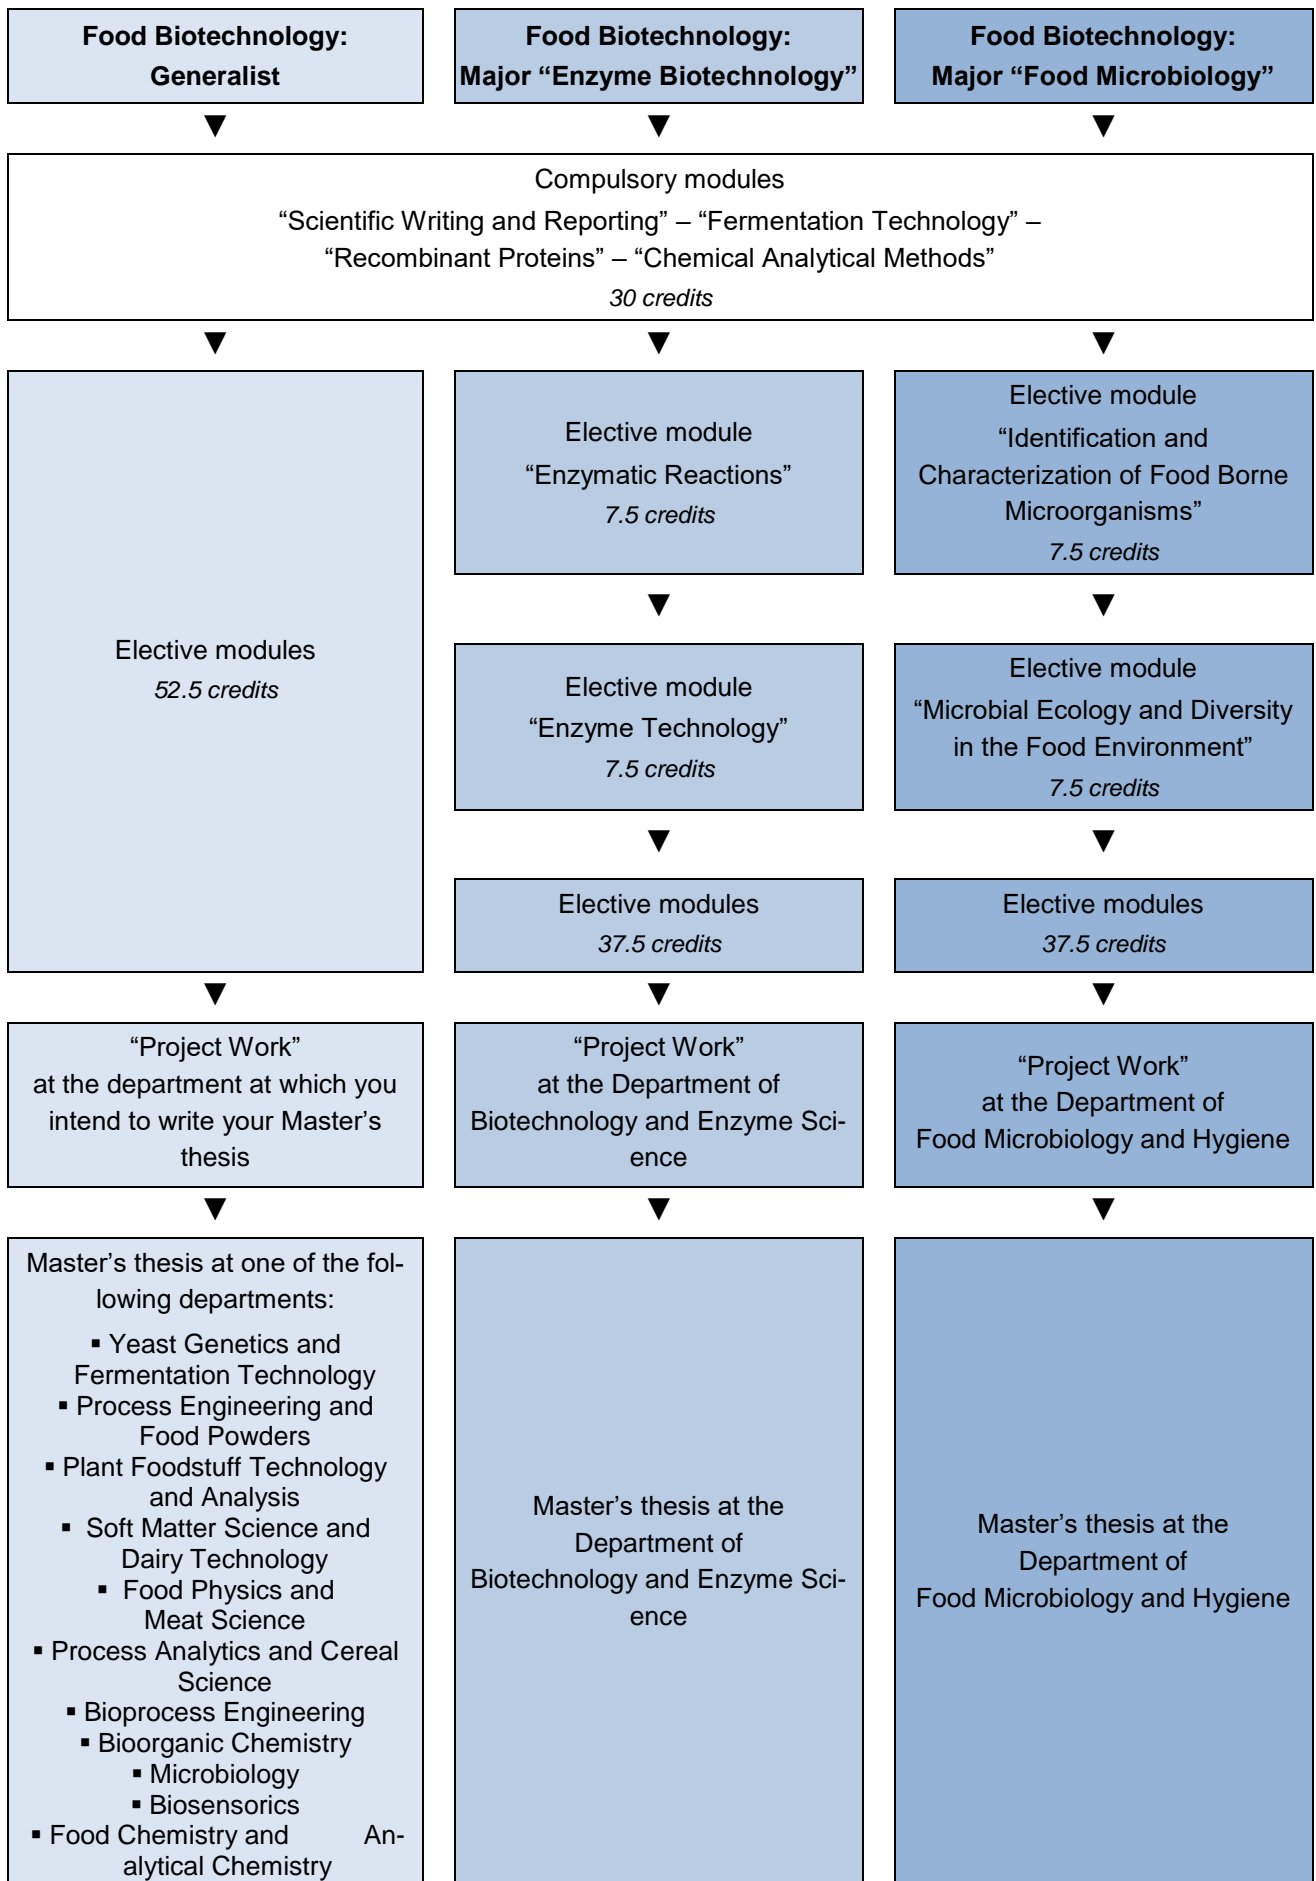 Food Biotechnology:
Generalist
Food Biotechnology:
Major “Enzyme Biotechnology”
Food Biotechnology:
Major “Food Microbiology”
Compulsory modules
“Scientific Writing and Reporting” – “Fermentation Technology” –
“Recombinant Proteins” – “Chemical Analytical Methods”
30 credits
Elective modules
52.5 credits
Elective module
“Enzymatic Reactions”
7.5 credits
Elective module
“Identification and
Characterization of Food Borne
Microorganisms”
7.5 credits
Elective module
“Enzyme Technology”
7.5 credits
Elective module
“Microbial Ecology and Diversity
in the Food Environment”
7.5 credits
Elective modules
37.5 credits
Elective modules
37.5 credits
“Project Work”
at the department at which you
intend to write your Master’s
thesis
“Project Work”
at the Department of
Biotechnology and Enzyme Sci-
ence
“Project Work”
at the Department of
Food Microbiology and Hygiene
Master’s thesis at one of the fol-
lowing departments:
▪ Yeast Genetics and
Fermentation Technology
▪ Process Engineering and
Food Powders
▪ Plant Foodstuff Technology
and Analysis
▪ Soft Matter Science and
Dairy Technology
▪ Food Physics and
Meat Science
▪ Process Analytics and Cereal
Science
▪ Bioprocess Engineering
▪ Bioorganic Chemistry
▪ Microbiology
▪ Biosensorics
▪ Food Chemistry and An-
alytical Chemistry
Master’s thesis at the
Department of
Biotechnology and Enzyme Sci-
ence
Master’s thesis at the
Department of
Food Microbiology and Hygiene